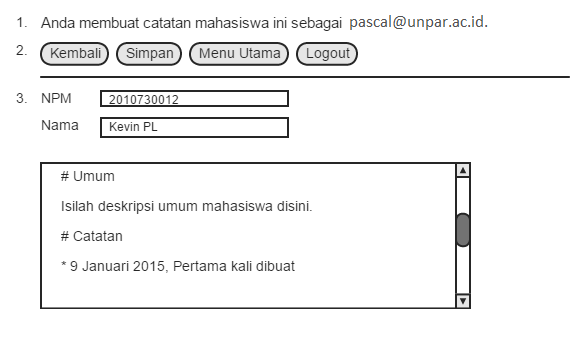 1. Anda membuat catatan mahasiswa ini sebagai pascal@unpar.ac.id.
2. Kembali Simpan Menu Utama Logout
3. NPM 2010730012
Nama Kevin PL
# Umum
Isilah deskripsi umum mahasiswa disini.
# Catatan
* 9 Januari 2015, Pertama kali dibuat